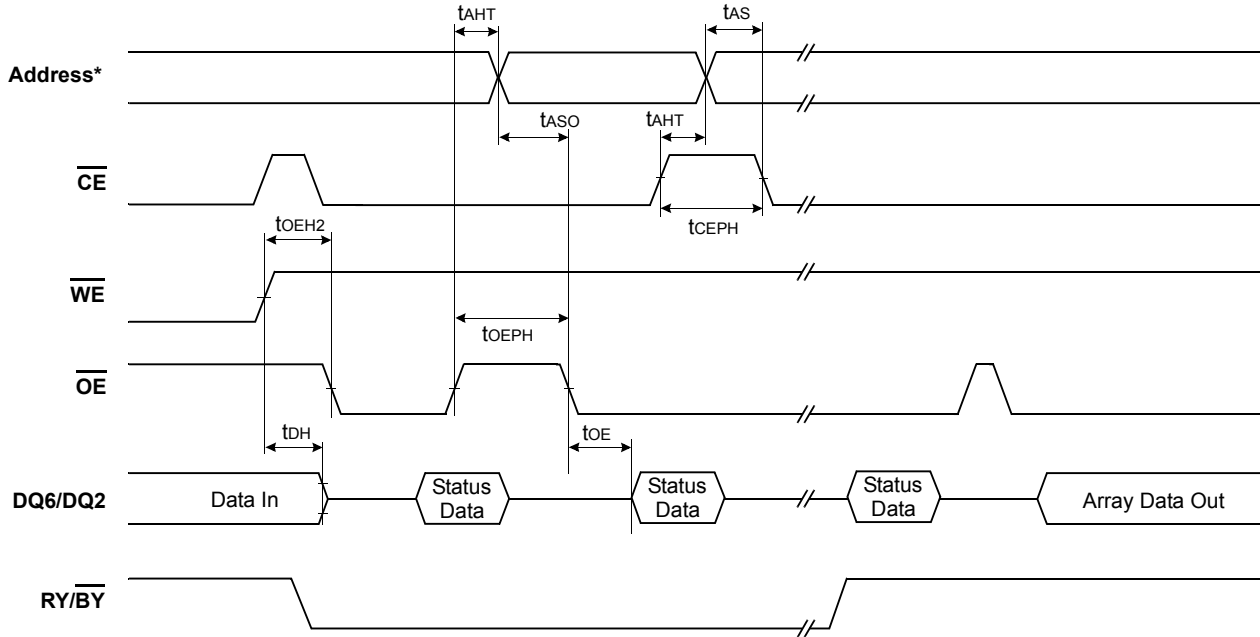 tAHT
tAS
Address*
tASO
tAHT
CE
tCEPH
tOEH2
WE
tOEPH
OE
tDH
tOE
DQ6/DQ2
Data In
Status
Data
Status
Data
Status
Data
Array Data Out
RY/BY